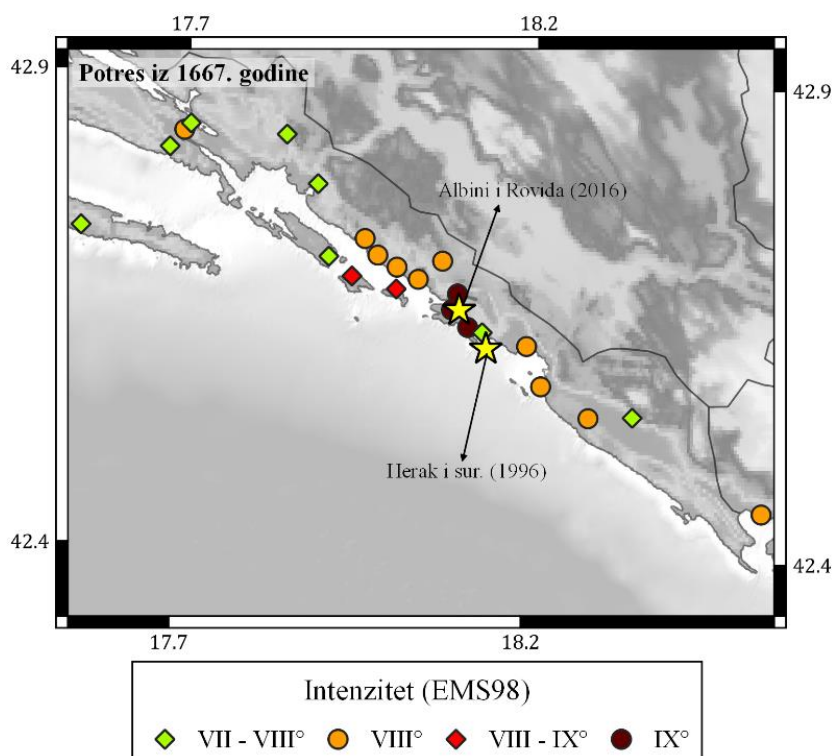 17.7 18.2
42.9
Potres iz 1667. godine
42.9
Albini i Rovida (2016)
Herak i sur. (1996)
42.4
42.4
17.7 18.2
Intenzitet (EMS98)
VII - VIII° VIII° VIII - IX° IX°